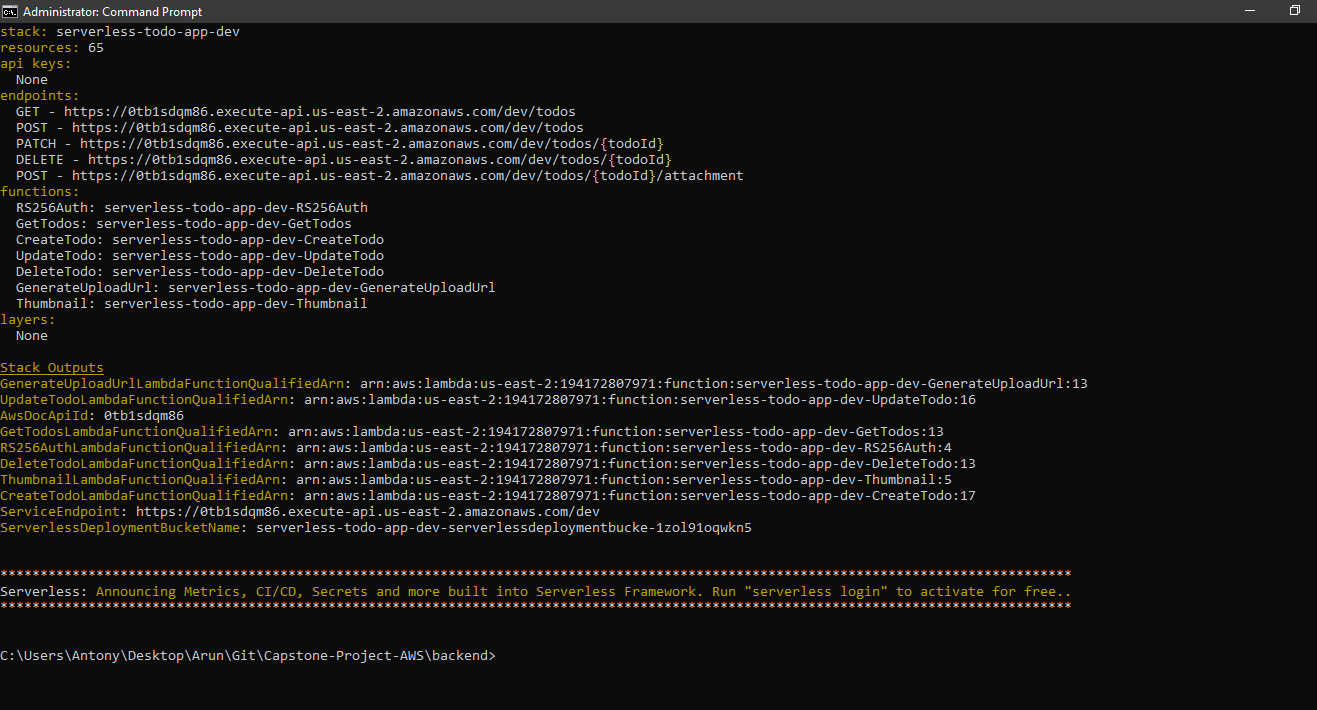 Administrator: Command Prompt
stack: serverless-todo-app-dev
resources: 65
api keys:
  None
endpoints:
  GET - https://0tb1sdqm86.execute-api.us-east-2.amazonaws.com/dev/todos
  POST - https://0tb1sdqm86.execute-api.us-east-2.amazonaws.com/dev/todos
  PATCH - https://0tb1sdqm86.execute-api.us-east-2.amazonaws.com/dev/todos/{todoId}
  DELETE - https://0tb1sdqm86.execute-api.us-east-2.amazonaws.com/dev/todos/{todoId}
  POST - https://0tb1sdqm86.execute-api.us-east-2.amazonaws.com/dev/todos/{todoId}/attachment
functions:
  RS256Auth: serverless-todo-app-dev-RS256Auth
  GetTodos: serverless-todo-app-dev-GetTodos
  CreateTodo: serverless-todo-app-dev-CreateTodo
  UpdateTodo: serverless-todo-app-dev-UpdateTodo
  DeleteTodo: serverless-todo-app-dev-DeleteTodo
  GenerateUploadUrl: serverless-todo-app-dev-GenerateUploadUrl
  Thumbnail: serverless-todo-app-dev-Thumbnail
layers:
  None
Stack Outputs
GenerateUploadUrlLambdaFunctionQualifiedArn: arn:aws:lambda:us-east-2:194172807971:function:serverless-todo-app-dev-GenerateUploadUrl:13
UpdateTodoLambdaFunctionQualifiedArn: arn:aws:lambda:us-east-2:194172807971:function:serverless-todo-app-dev-UpdateTodo:16
AwsDocApiId: 0tb1sdqm86
GetTodosLambdaFunctionQualifiedArn: arn:aws:lambda:us-east-2:194172807971:function:serverless-todo-app-dev-GetTodos:13
RS256AuthLambdaFunctionQualifiedArn: arn:aws:lambda:us-east-2:194172807971:function:serverless-todo-app-dev-RS256Auth:4
DeleteTodoLambdaFunctionQualifiedArn: arn:aws:lambda:us-east-2:194172807971:function:serverless-todo-app-dev-DeleteTodo:13
ThumbnailLambdaFunctionQualifiedArn: arn:aws:lambda:us-east-2:194172807971:function:serverless-todo-app-dev-Thumbnail:5
CreateTodoLambdaFunctionQualifiedArn: arn:aws:lambda:us-east-2:194172807971:function:serverless-todo-app-dev-CreateTodo:17
ServiceEndpoint: https://0tb1sdqm86.execute-api.us-east-2.amazonaws.com/dev
ServerlessDeploymentBucketName: serverless-todo-app-dev-serverlessdeploymentbucke-1zol91oqwkn5
**************************************************************************************************************************************
Serverless: Announcing Metrics, CI/CD, Secrets and more built into Serverless Framework. Run "serverless login" to activate for free..
**************************************************************************************************************************************
C:\Users\Antony\Desktop\Arun\Git\Capstone-Project-AWS\backend>